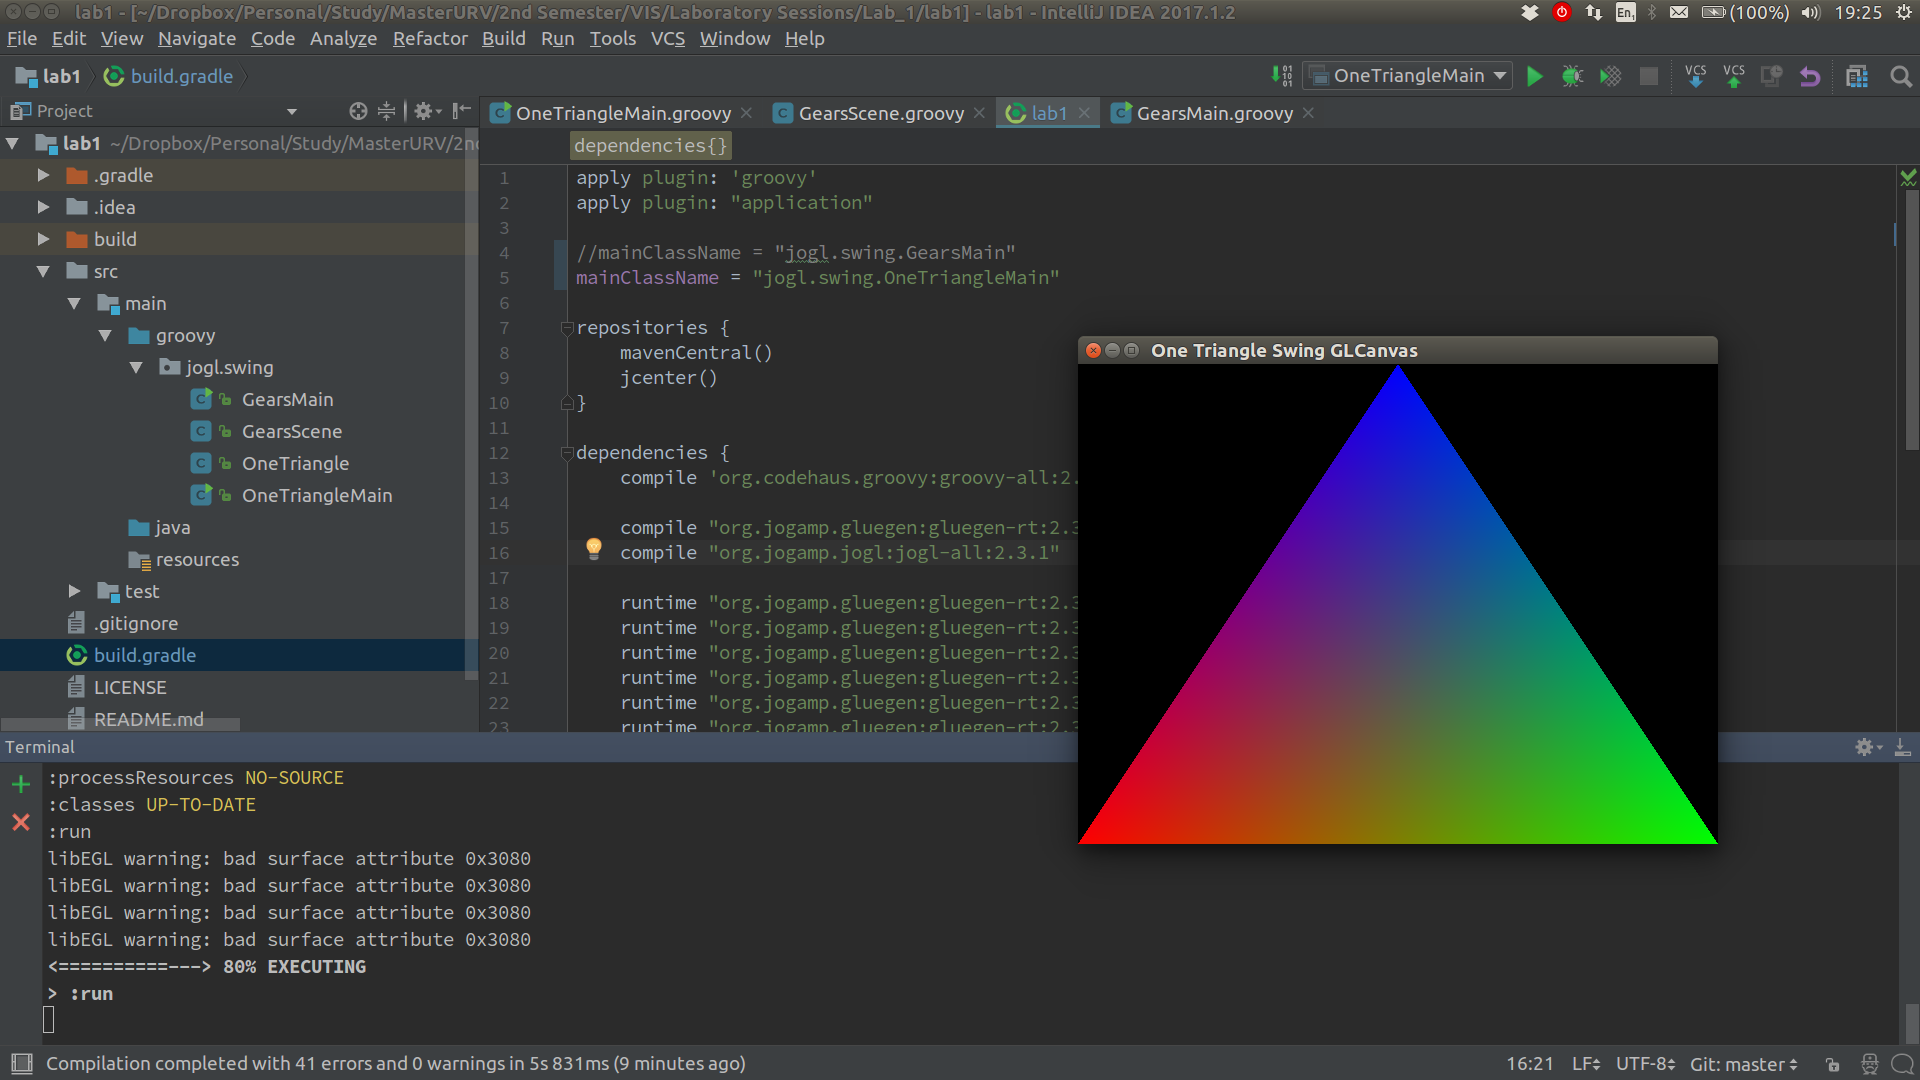 lab1 - [~/Dropbox/Personal/Study/MasterURV/2nd Semester/VIS/Laboratory Sessions/Lab_1/lab1] - lab1 - IntelliJ IDEA 2017.1.2
En1 (100%) 19:25
File Edit View Navigate Code Analyze Refactor Build Run Tools VCS Window Help
lab1 build.gradle
OneTriangleMain VCS VCS
Project
OneTriangleMain.groovy GearsScene.groovy lab1 GearsMain.groovy
lab1 ~/Dropbox/Personal/Study/MasterURV/2n
.gradle
.idea
build
src
main
groovy
jogl.swing
GearsMain
GearsScene
OneTriangle
OneTriangleMain
java
resources
test
.gitignore
build.gradle
LICENSE
README.md
dependencies{}
1 apply plugin: 'groovy'
2 apply plugin: "application"
3
4 //mainClassName = "jogl.swing.GearsMain"
5 mainClassName = "jogl.swing.OneTriangleMain"
6
7 repositories {
8 mavenCentral()
9 jcenter()
10 }
11
12 dependencies {
13 compile 'org.codehaus.groovy:groovy-all:2.
14
15 compile "org.jogamp.gluegen:gluegen-rt:2.3
16 compile "org.jogamp.jogl:jogl-all:2.3.1"
17
18 runtime "org.jogamp.gluegen:gluegen-rt:2.3
19 runtime "org.jogamp.gluegen:gluegen-rt:2.3
20 runtime "org.jogamp.gluegen:gluegen-rt:2.3
21 runtime "org.jogamp.gluegen:gluegen-rt:2.3
22 runtime "org.jogamp.gluegen:gluegen-rt:2.3
23 runtime "org.jogamp.gluegen:gluegen-rt:2.3
One Triangle Swing GLCanvas
Terminal
:processResources NO-SOURCE
:classes UP-TO-DATE
:run
libEGL warning: bad surface attribute 0x3080
libEGL warning: bad surface attribute 0x3080
libEGL warning: bad surface attribute 0x3080
libEGL warning: bad surface attribute 0x3080
<==========---> 80% EXECUTING
> :run
Compilation completed with 41 errors and 0 warnings in 5s 831ms (9 minutes ago)
16:21 LF UTF-8 Git: master